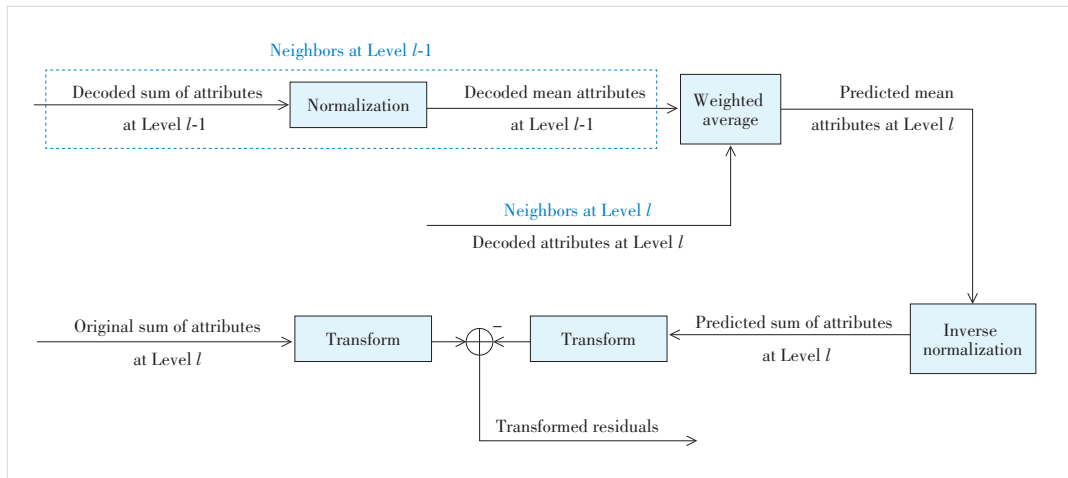 Neighbors at Level l-1
Decoded sum of attributes
at Level l-1
Normalization
Decoded mean attributes
at Level l-1
Weighted
average
Predicted mean
attributes at Level l
Neighbors at Level l
Decoded attributes at Level l
Original sum of attributes
at Level l
Transform
−
Transform
Predicted sum of attributes
at Level l
Inverse
normalization
Transformed residuals